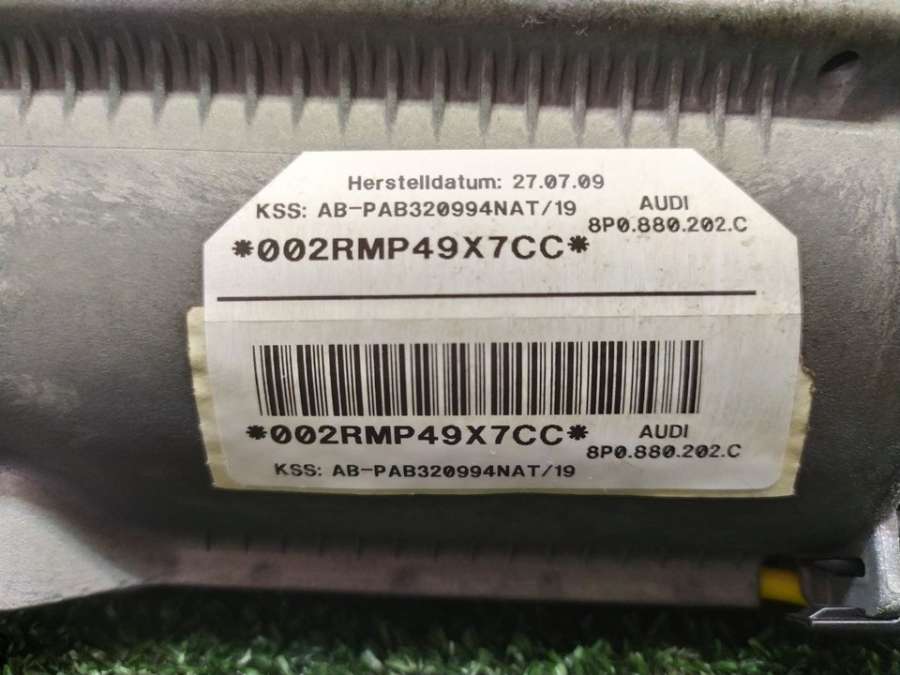 Herstelldatum: 27.07.09
KSS: AB-PAB320994NAT/19
AUDI
8P0.880.202.C
*002RMP49X7CC*
*002RMP49X7CC*
AUDI
8P0.880.202.C
KSS: AB-PAB320994NAT/19